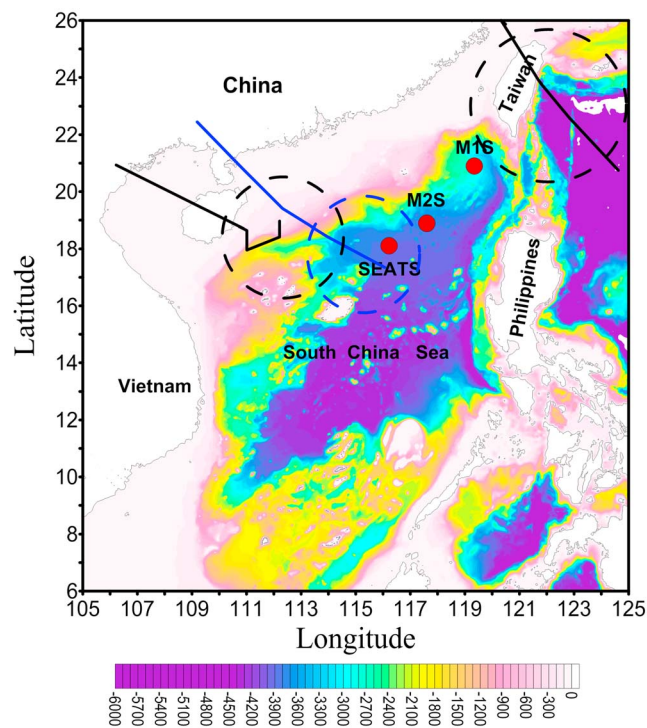 26
24
22
20
18
16
14
12
10
8
6
Latitude
China
Taiwan
M1S
M2S
SEATS
Philippines
South China Sea
Vietnam
105 107 109 111 113 115 117 119 121 123 125
Longitude
-6000 -5700 -5400 -5100 -4800 -4500 -4200 -3900 -3600 -3300 -3000 -2700 -2400 -2100 -1800 -1500 -1200 -900 -600 -300 0